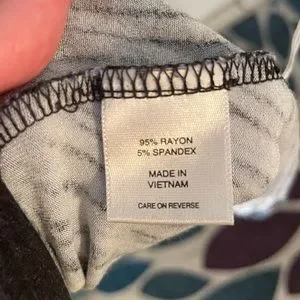 95% RAYON
5% SPANDEX
MADE IN
VIETNAM
CARE ON REVERSE